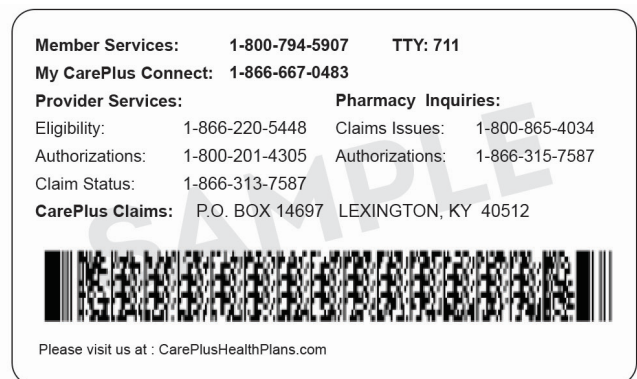 Member Services: 1-800-794-5907 TTY: 711
My CarePlus Connect: 1-866-667-0483
Provider Services: Pharmacy Inquiries:
Eligibility: 1-866-220-5448 Claims Issues: 1-800-865-4034
Authorizations: 1-800-201-4305 Authorizations: 1-866-315-7587
Claim Status: 1-866-313-7587
CarePlus Claims: P.O. BOX 14697 LEXINGTON, KY 40512
SAMPLE
Please visit us at : CarePlusHealthPlans.com